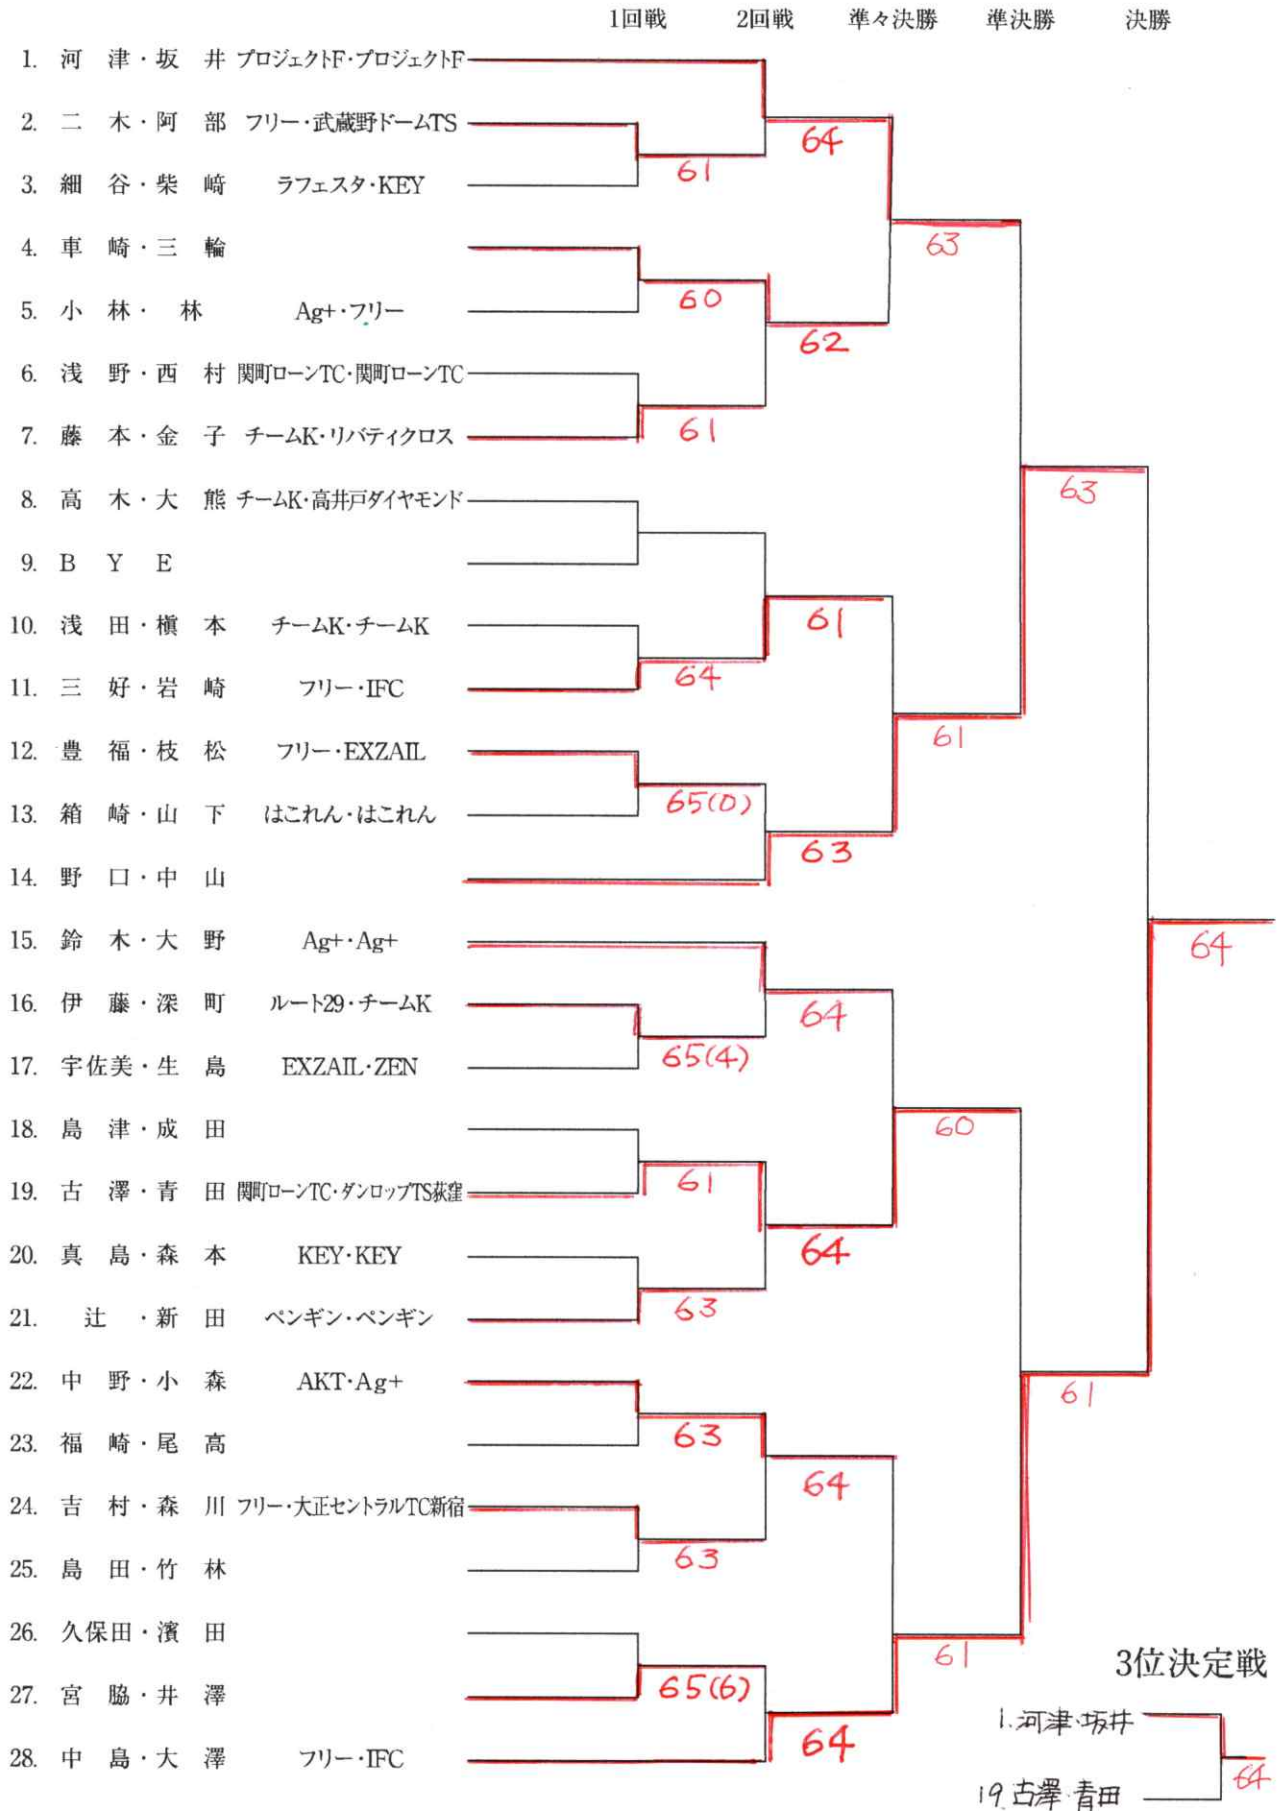 1回戦 2回戦 準々決勝 準決勝 決勝
1. 河津・坂井 プロジェクトF・プロジェクトF
2. 二木・阿部 フリー・武蔵野ドームTS
64
61
3. 細谷・柴﨑 ラフェスタ・KEY
4. 車崎・三輪
63
60
5. 小林・林 Ag+・フリー
62
6. 浅野・西村 関町ローンTC・関町ローンTC
7. 藤本・金子 チームK・リバティクロス
61
8. 高木・大熊 チームK・高井戸ダイヤモンド
63
9. BYE
10. 浅田・槇本 チームK・チームK
61
64
11. 三好・岩崎 フリー・IFC
12. 豊福・枝松 フリー・EXZAIL
61
65(0)
13. 箱崎・山下 はこれん・はこれん
63
14. 野口・中山
15. 鈴木・大野 Ag+・Ag+
64
16. 伊藤・深町 ルート29・チームK
64
65(4)
17. 宇佐美・生島 EXZAIL・ZEN
18. 島津・成田
60
61
19. 古澤・青田 関町ローンTC・ダンロップTS荻窪
20. 真島・森本 KEY・KEY
64
63
21. 辻・新田 ペンギン・ペンギン
22. 中野・小森 AKT・Ag+
61
63
23. 福崎・尾高
64
24. 吉村・森川 フリー・大正セントラルTC新宿
63
25. 島田・竹林
26. 久保田・濱田
61
3位決定戦
65(6)
27. 宮脇・井澤
1.河津・坂井
64
28. 中島・大澤 フリー・IFC
64
19.古澤・青田